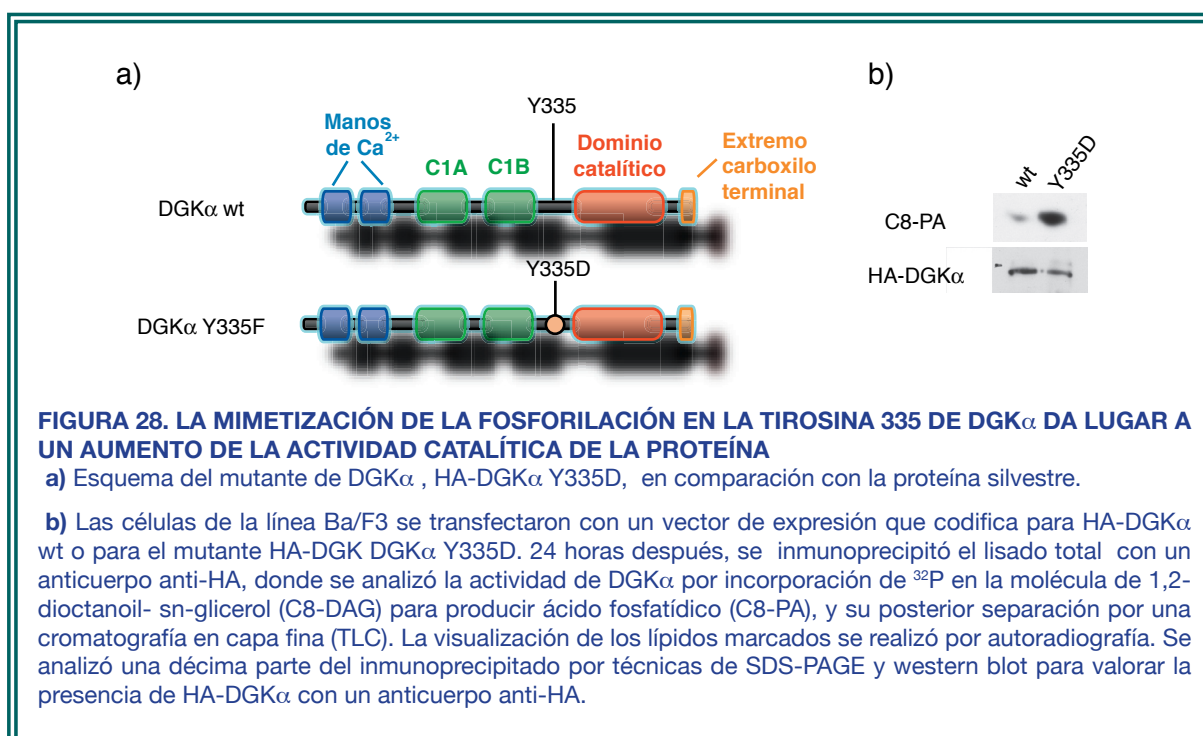 a)
b)
Y335
Manos
de Ca2+
C1A
C1B
Dominio
catalítico
Extremo
carboxilo
terminal
DGKα wt
Y335D
DGKα Y335F
wt
Y335D
C8-PA
HA-DGKα
FIGURA 28. LA MIMETIZACIÓN DE LA FOSFORILACIÓN EN LA TIROSINA 335 DE DGKα DA LUGAR A
UN AUMENTO DE LA ACTIVIDAD CATALÍTICA DE LA PROTEÍNA
a) Esquema del mutante de DGKα , HA-DGKα Y335D, en comparación con la proteína silvestre.
b) Las células de la línea Ba/F3 se transfectaron con un vector de expresión que codifica para HA-DGKα
wt o para el mutante HA-DGK DGKα Y335D. 24 horas después, se inmunoprecipitó el lisado total con un
anticuerpo anti-HA, donde se analizó la actividad de DGKα por incorporación de 32P en la molécula de 1,2-
dioctanoil- sn-glicerol (C8-DAG) para producir ácido fosfatídico (C8-PA), y su posterior separación por una
cromatografía en capa fina (TLC). La visualización de los lípidos marcados se realizó por autoradiografía. Se
analizó una décima parte del inmunoprecipitado por técnicas de SDS-PAGE y western blot para valorar la
presencia de HA-DGKα con un anticuerpo anti-HA.